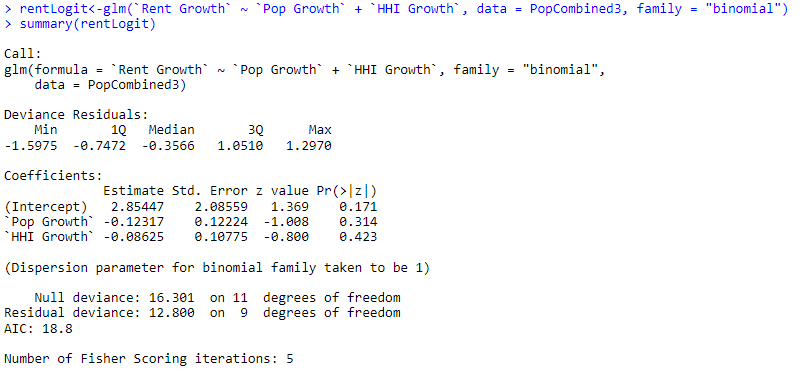 > rentLogit<-glm(`Rent Growth` ~ `Pop Growth` + `HHI Growth`, data = PopCombined3, family = "binomial")
> summary(rentLogit)
Call:
glm(formula = `Rent Growth` ~ `Pop Growth` + `HHI Growth`, family = "binomial",
    data = PopCombined3)
Deviance Residuals:
    Min       1Q   Median       3Q      Max
-1.5975  -0.7472  -0.3566   1.0510   1.2970
Coefficients:
             Estimate Std. Error z value Pr(>|z|)
(Intercept)   2.85447    2.08559   1.369    0.171
`Pop Growth` -0.12317    0.12224  -1.008    0.314
`HHI Growth` -0.08625    0.10775  -0.800    0.423
(Dispersion parameter for binomial family taken to be 1)
    Null deviance: 16.301  on 11  degrees of freedom
Residual deviance: 12.800  on  9  degrees of freedom
AIC: 18.8
Number of Fisher Scoring iterations: 5